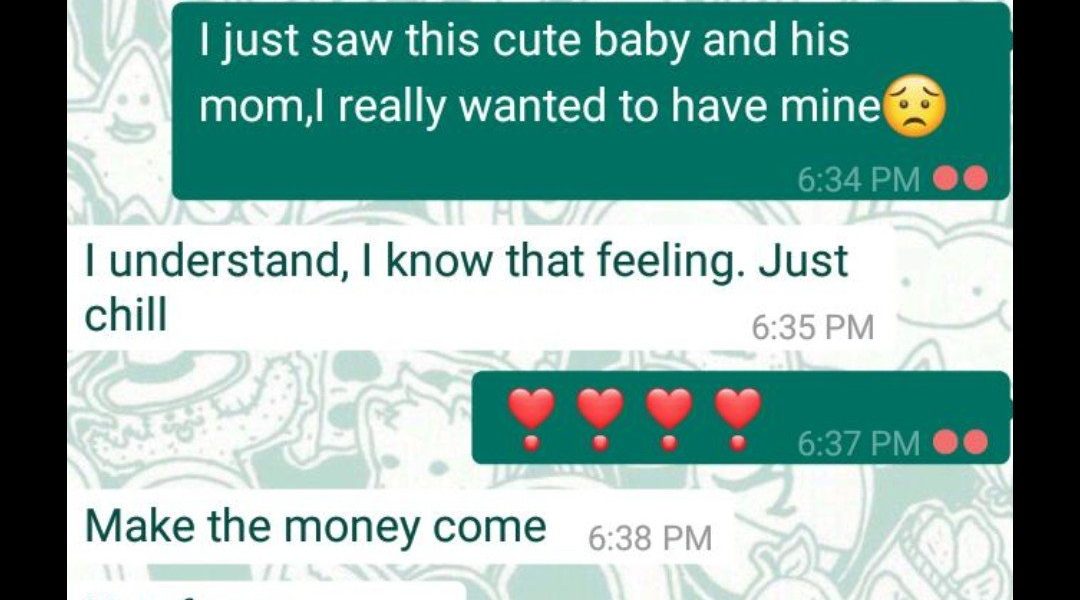 I just saw this cute baby and his
mom,I really wanted to have mine😟
6:34 PM
I understand, I know that feeling. Just
chill
6:35 PM
❣️❣️❣️❣️ 6:37 PM
Make the money come 6:38 PM